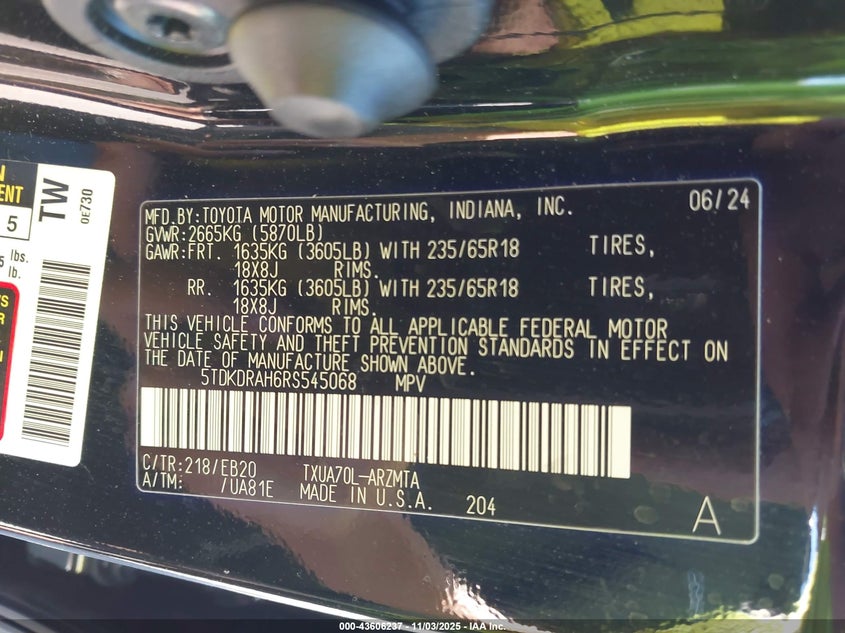 TW
0E730
5
lbs.
lb.
MFD.BY:TOYOTA MOTOR MANUFACTURING, INDIANA, INC. 06/24
GVWR:2665KG (5870LB)
GAWR:FRT. 1635KG (3605LB) WITH 235/65R18 TIRES,
18X8J RIMS.
RR. 1635KG (3605LB) WITH 235/65R18 TIRES,
18X8J RIMS.
THIS VEHICLE CONFORMS TO ALL APPLICABLE FEDERAL MOTOR
VEHICLE SAFETY AND THEFT PREVENTION STANDARDS IN EFFECT ON
THE DATE OF MANUFACTURE SHOWN ABOVE.
5TDKDRAH6RS545068 MPV
C/TR:218/EB20 TXUA70L-ARZMTA
A/TM: /UA81E MADE IN U.S.A. 204
A
000-43606237 - 11/03/2025 - IAA Inc.